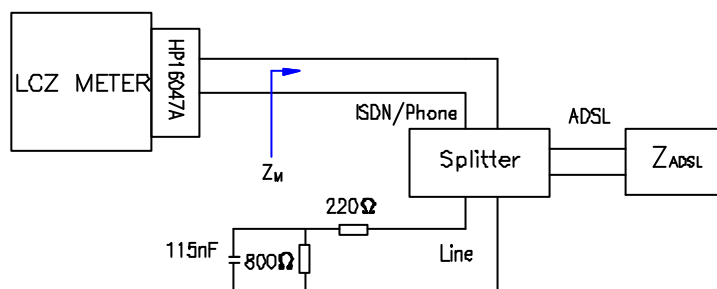 LCZ METER
HP16047A
ISDN/Phone
ADSL
Splitter
ZADSL
ZM
220Ω
115nF
800Ω
Line